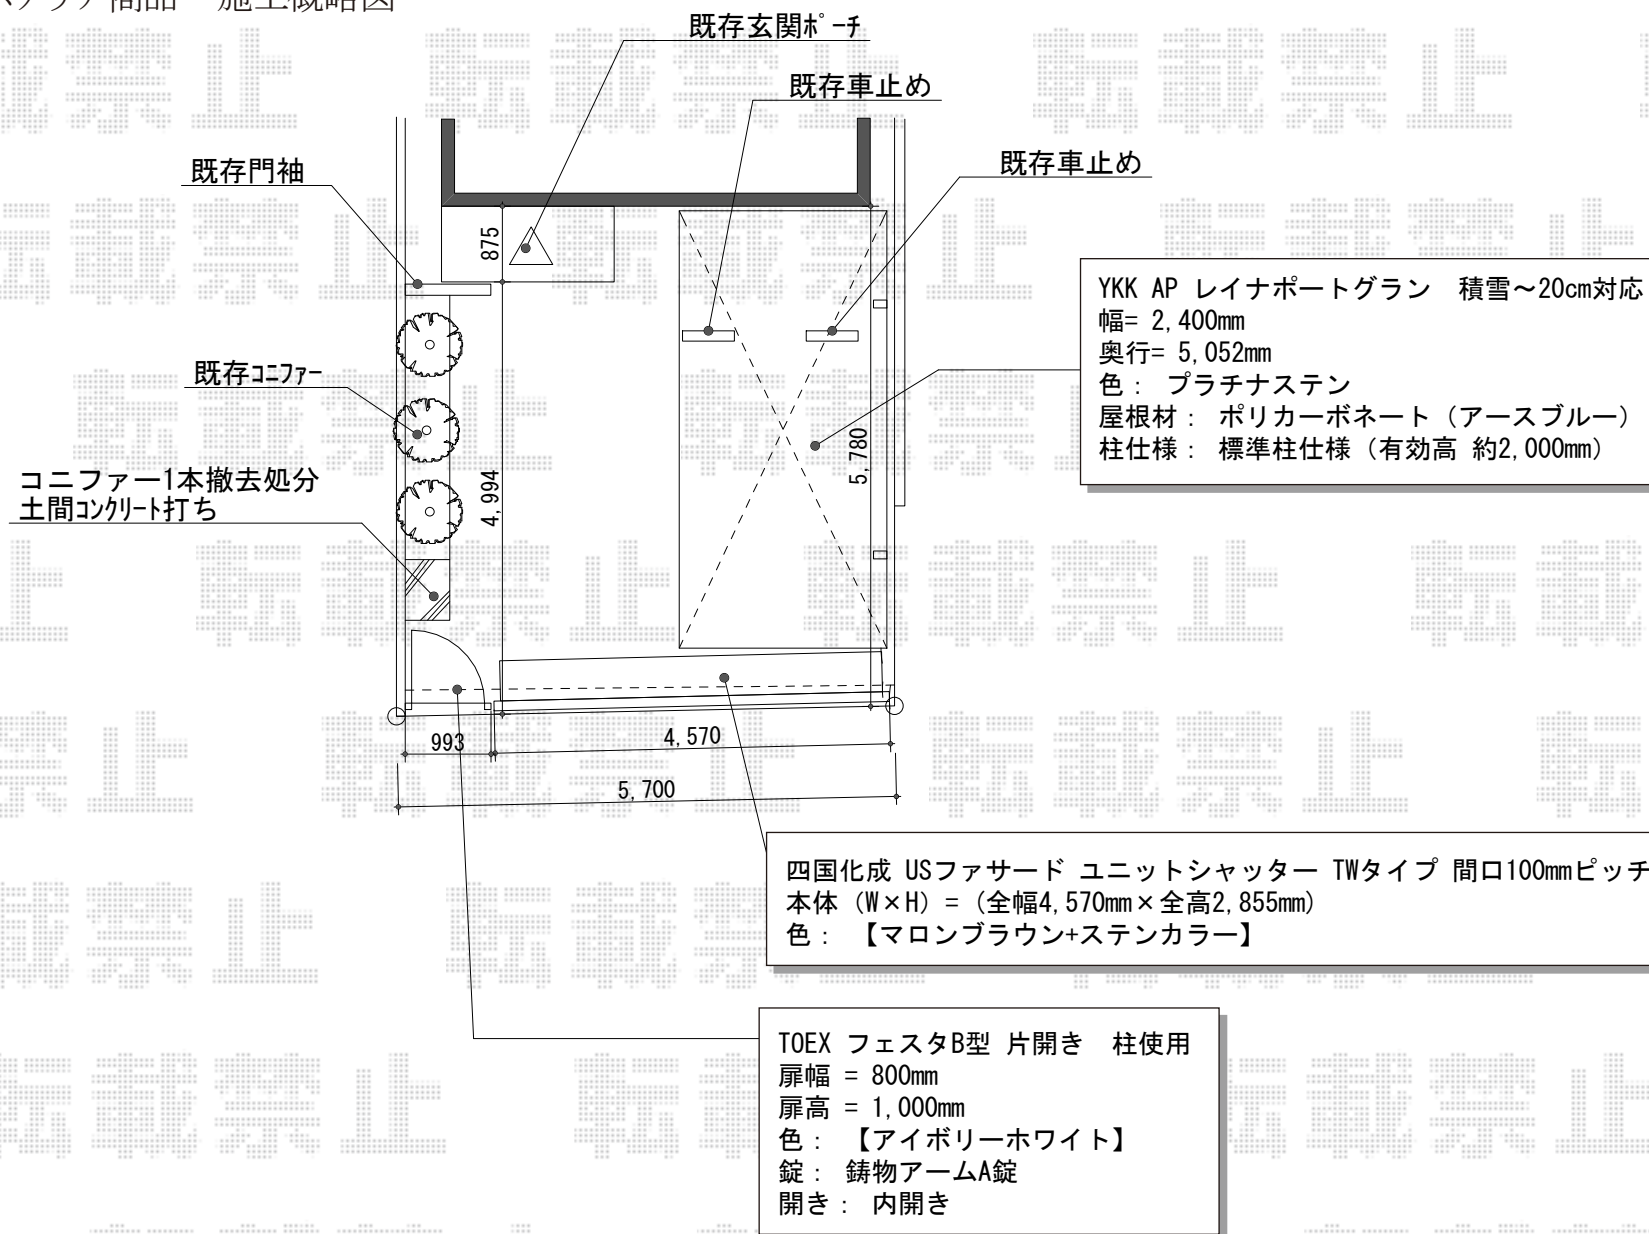 施工概略図
既存玄関ﾎﾟｰﾁ
既存車止め
既存車止め
既存門袖
875
既存ｺﾆﾌｧｰ
コニファー1本撤去処分
土間ｺﾝｸﾘｰﾄ打ち
4,994
5,780
YKK AP レイナポートグラン 積雪～20cm対応
幅= 2,400mm
奥行= 5,052mm
色： プラチナステン
屋根材： ポリカーボネート（アースブルー）
柱仕様： 標準柱仕様（有効高 約2,000mm）
993
4,570
5,700
四国化成 USファサード ユニットシャッター TWタイプ 間口100mmピッチ
本体（W×H）=（全幅4,570mm×全高2,855mm）
色： 【マロンブラウン+ステンカラー】
TOEX フェスタB型 片開き 柱使用
扉幅 = 800mm
扉高 = 1,000mm
色： 【アイボリーホワイト】
錠： 鋳物アームA錠
開き： 内開き
転載禁止